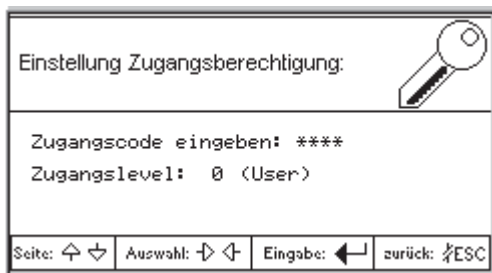 Einstellung Zugangsberechtigung:
Zugangscode eingeben: ****
Zugangslevel: 0 (User)
Seite: Auswahl: Eingabe: zurück: ESC